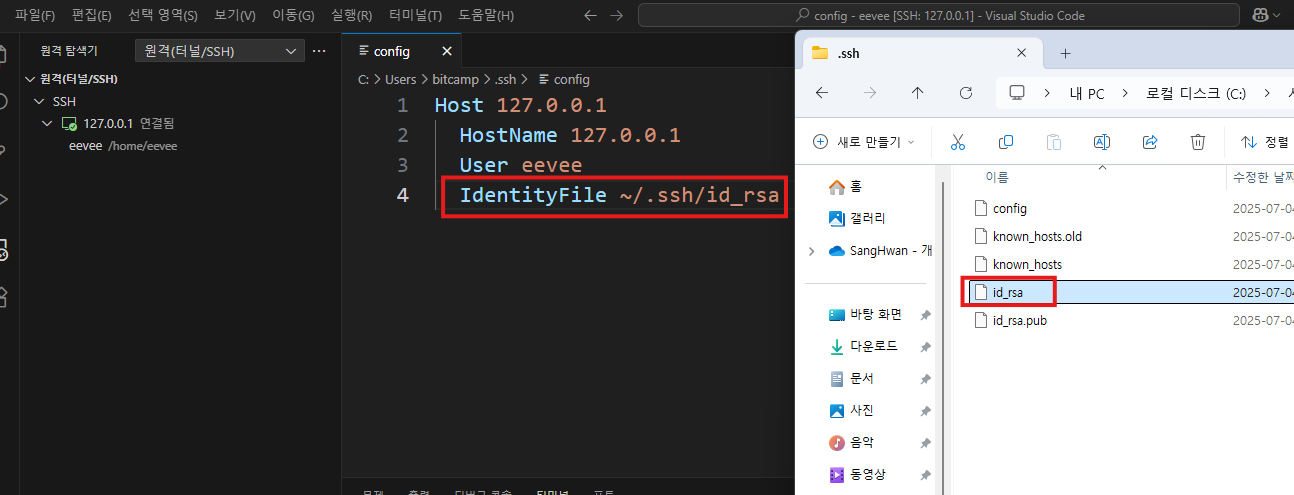 파일(F) 편집(E) 선택 영역(S) 보기(V) 이동(G) 실행(R) 터미널(T) 도움말(H)
config - eevee [SSH: 127.0.0.1] - Visual Studio Code
원격 탐색기
원격(터널/SSH)
원격(터널/SSH)
SSH
127.0.0.1 연결됨
eevee /home/eevee
config
C: > Users > bitcamp > .ssh > config
1 Host 127.0.0.1
2 HostName 127.0.0.1
3 User eevee
4 IdentityFile ~/.ssh/id_rsa
.ssh
내 PC > 로컬 디스크 (C:) >
새로 만들기
정렬
홈
갤러리
SangHwan - 개
바탕 화면
다운로드
문서
사진
음악
동영상
이름 수정한 날짜
config 2025-07-04
known_hosts.old 2025-07-04
known_hosts 2025-07-04
id_rsa 2025-07-04
id_rsa.pub 2025-07-04